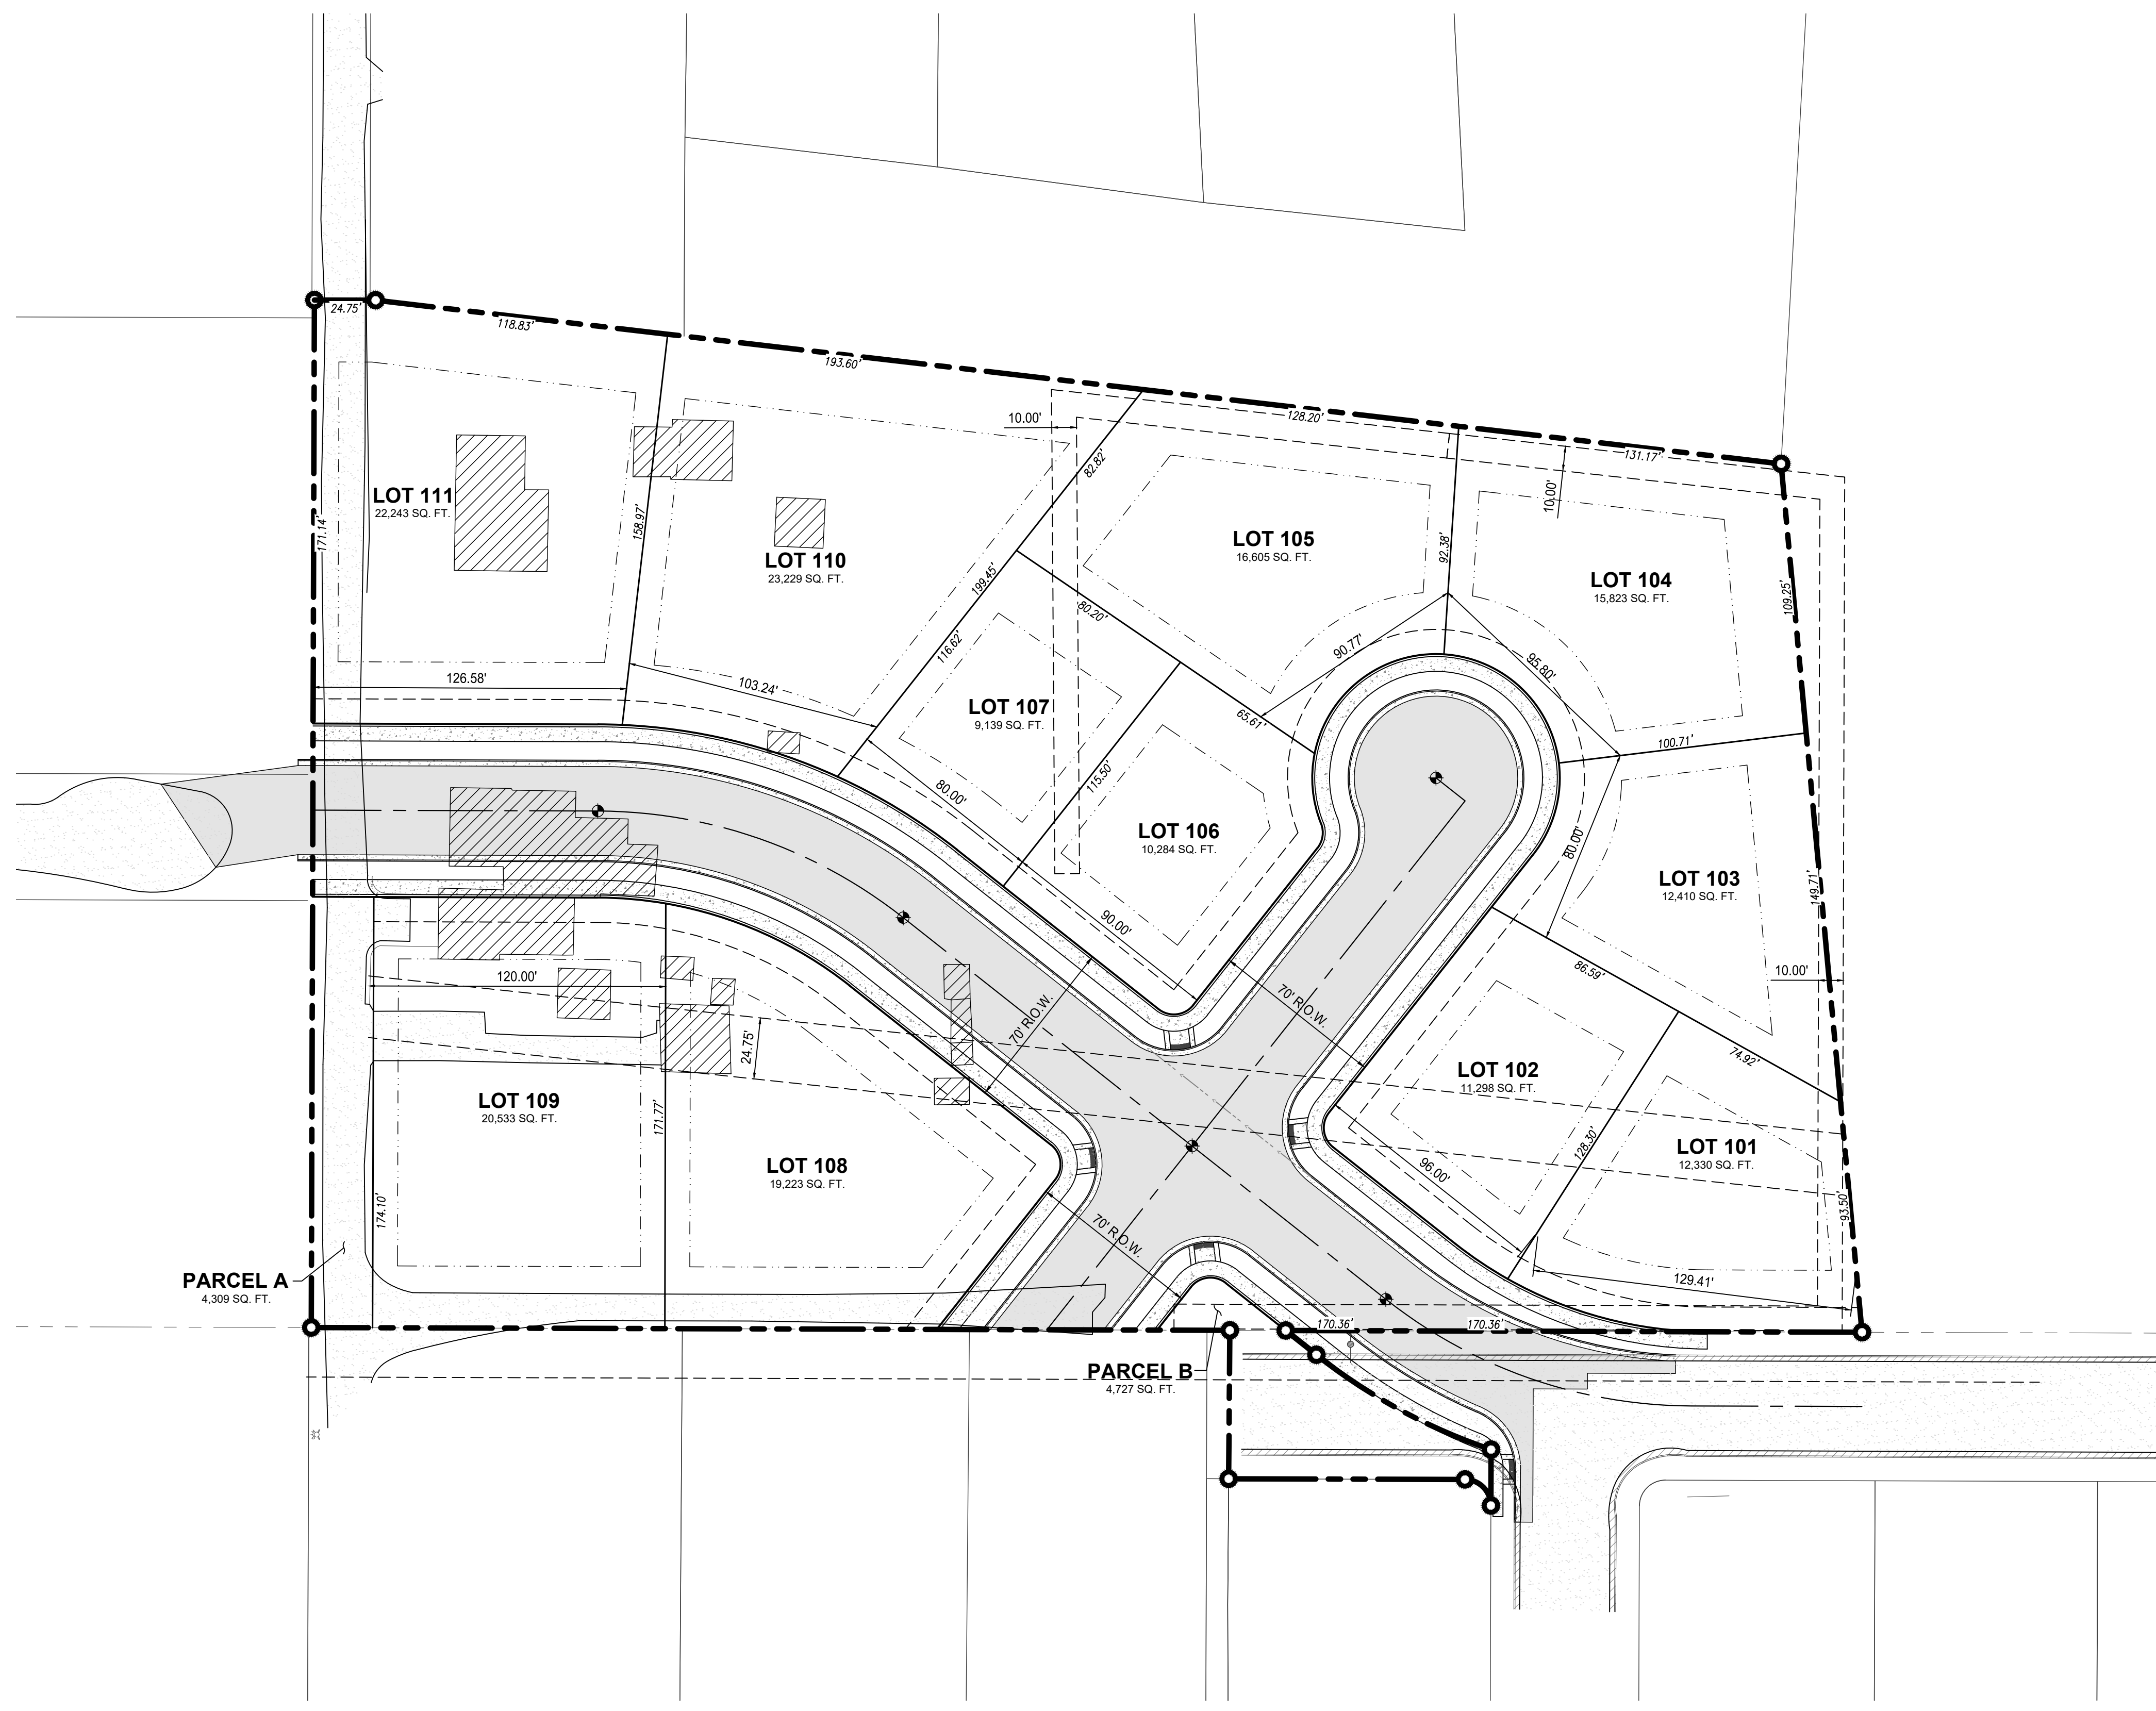 24.75'
118.83'
193.60'
128.20'
131.17'
10.00'
10.00'
82.82'
171.14'
158.97'
92.38'
109.25'
LOT 111
22,243 SQ. FT.
LOT 110
23,229 SQ. FT.
LOT 105
16,605 SQ. FT.
LOT 104
15,823 SQ. FT.
199.45'
80.20'
116.62'
90.77'
95.80'
126.58'
103.24'
LOT 107
9,139 SQ. FT.
65.61'
100.71'
80.00'
115.50'
LOT 106
10,284 SQ. FT.
80.00'
149.71'
LOT 103
12,410 SQ. FT.
90.00'
120.00'
86.59'
10.00'
70' R.O.W.
70' R.O.W.
24.75'
LOT 109
20,533 SQ. FT.
171.77'
LOT 102
11,298 SQ. FT.
74.92'
128.30'
LOT 108
19,223 SQ. FT.
LOT 101
12,330 SQ. FT.
96.00'
174.10'
93.50'
70' R.O.W.
PARCEL A
4,309 SQ. FT.
129.41'
170.36'
170.36'
PARCEL B
4,727 SQ. FT.